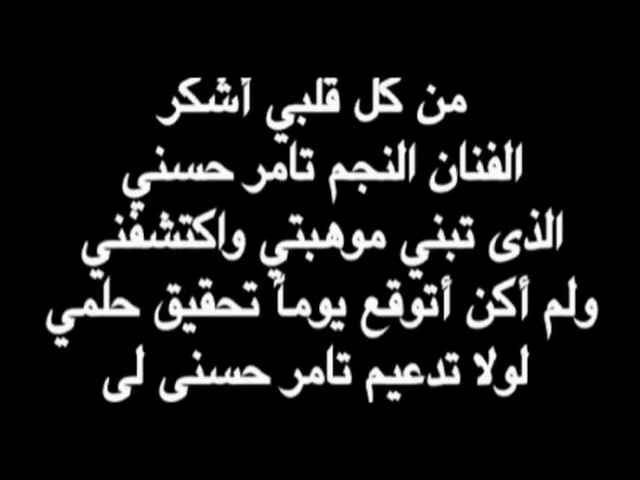 من كل قلبي أشكر
الفنان النجم تامر حسني
الذى تبني موهبتي واكتشفني
ولم أكن أتوقع يوماً تحقيق حلمي
لولا تدعيم تامر حسنى لى